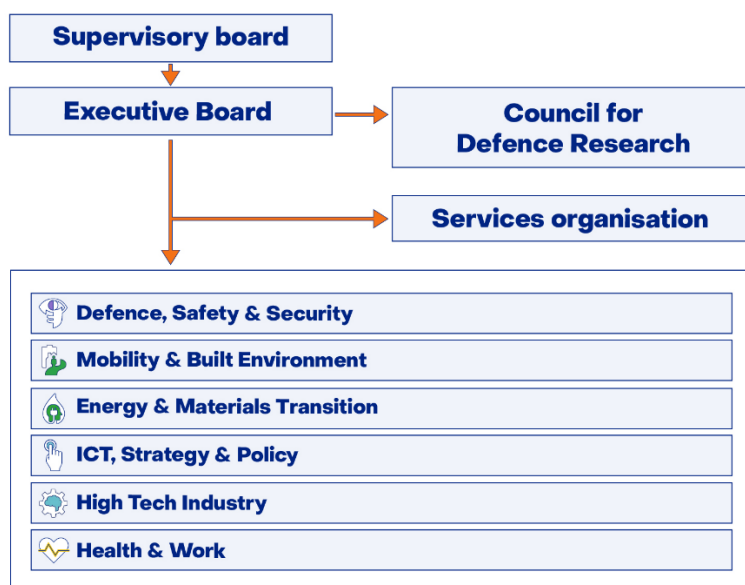 Supervisory board
Executive Board
Council for
Defence Research
Services organisation
Defence, Safety & Security
Mobility & Built Environment
Energy & Materials Transition
ICT, Strategy & Policy
High Tech Industry
Health & Work